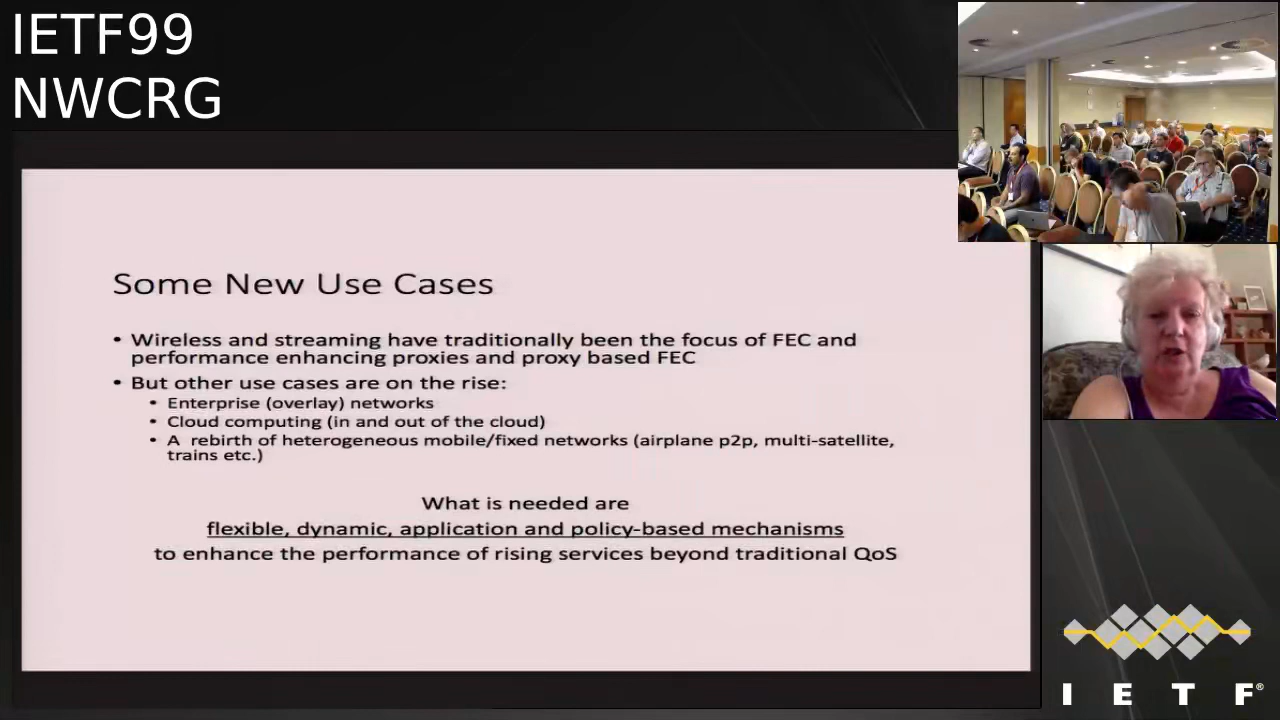 IETF99
NWCRG
Some New Use Cases
• Wireless and streaming have traditionally been the focus of FEC and
performance enhancing proxies and proxy based FEC
• But other use cases are on the rise:
• Enterprise (overlay) networks
• Cloud computing (in and out of the cloud)
• A rebirth of heterogeneous mobile/fixed networks (airplane p2p, multi-satellite,
trains etc.)
What is needed are
flexible, dynamic, application and policy-based mechanisms
to enhance the performance of rising services beyond traditional QoS
I E T F®